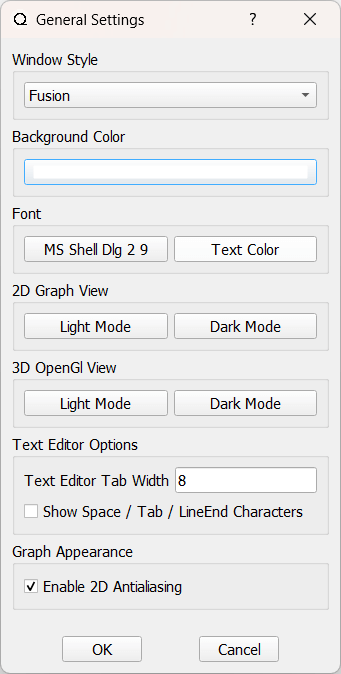 General Settings ?
Window Style
Fusion
Background Color
Font
MS Shell Dlg 2 9 Text Color
2D Graph View
Light Mode Dark Mode
3D OpenGl View
Light Mode Dark Mode
Text Editor Options
Text Editor Tab Width 8
Show Space / Tab / LineEnd Characters
Graph Appearance
Enable 2D Antialiasing
OK Cancel